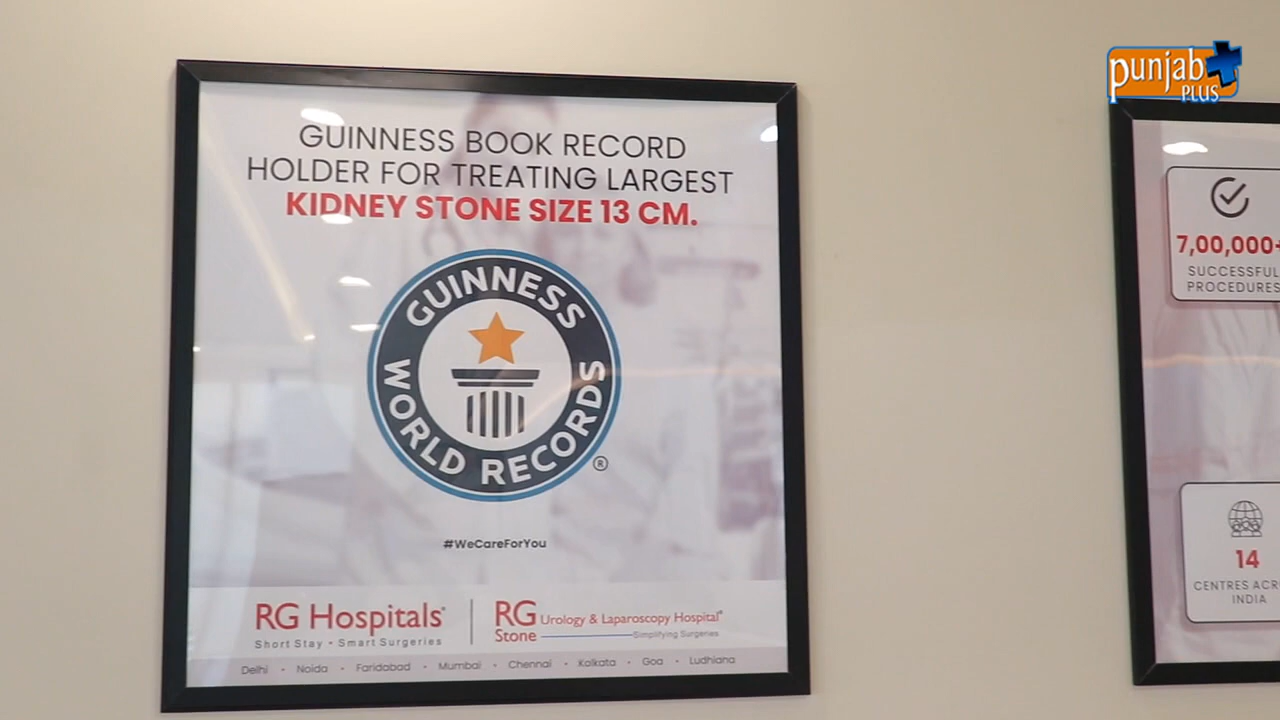 GUINNESS BOOK RECORD
HOLDER FOR TREATING LARGEST
KIDNEY STONE SIZE 13 CM.
GUINNESS
WORLD RECORDS
®
#WeCareForYou
RG Hospitals®
Short Stay • Smart Surgeries
RG Stone
Urology & Laparoscopy Hospital®
Simplifying Surgeries
Delhi • Noida • Faridabad • Mumbai • Chennai • Kolkata • Goa • Ludhiana
punjab
PLUS
7,00,000+
SUCCESSFUL
PROCEDURES
14
CENTRES ACR
INDIA